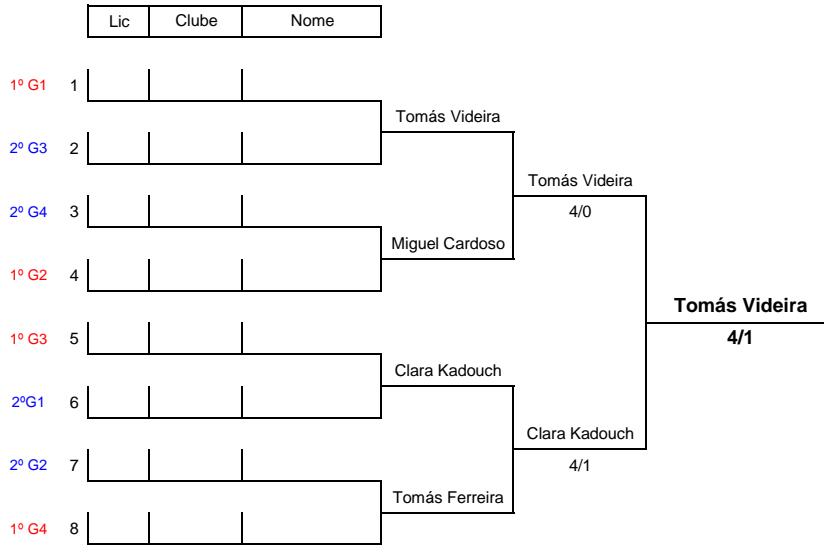 Lic Clube Nome
1º G1 1
Tomás Videira
2º G3 2
Tomás Videira
2º G4 3
4/0
Miguel Cardoso
1º G2 4
Tomás Videira
1º G3 5
4/1
Clara Kadouch
2ºG1 6
Clara Kadouch
2º G2 7
4/1
Tomás Ferreira
1º G4 8